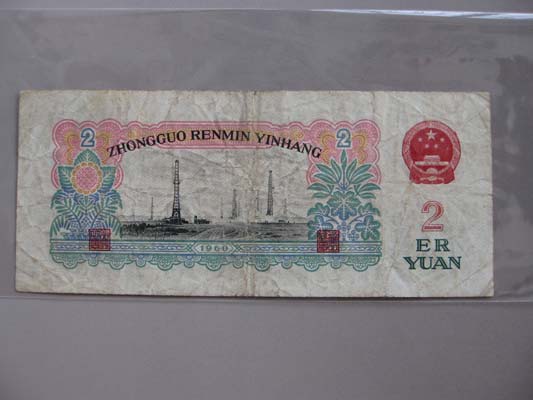 2 2
ZHONGGUO RENMIN YINHANG
1960
2
ER
YUAN